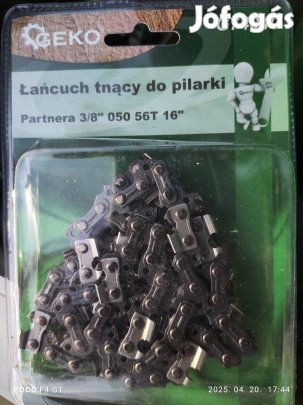 Jófogás
GEKO
Łańcuch tnący do pilarki
Partnera 3/8" 050 56T 16"
POCO F4 GT
2025. 04. 20. 17:44